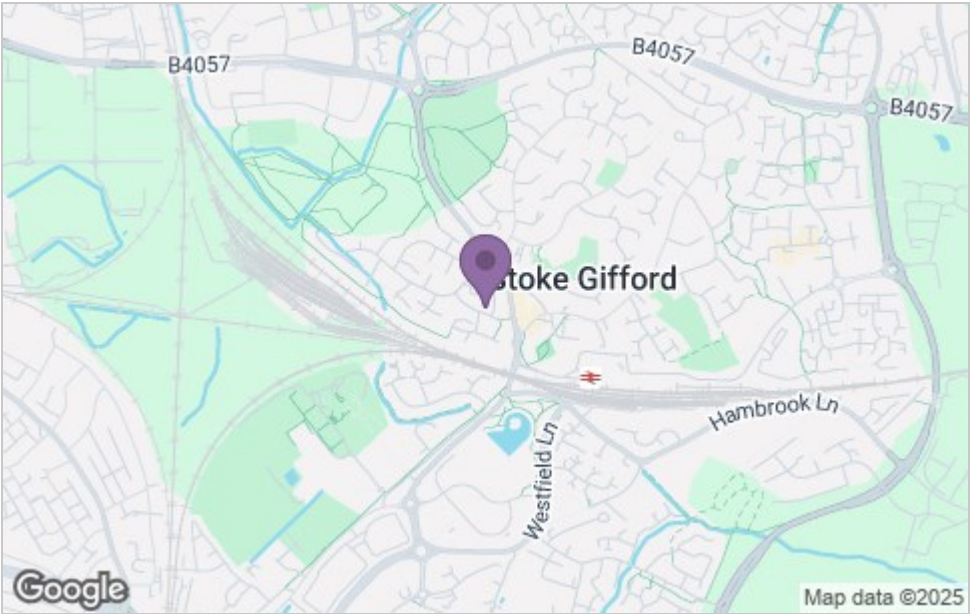 B4057
B4057
B4057
Stoke Gifford
Hambrook Ln
Westfield Ln
Google
Map data ©2025